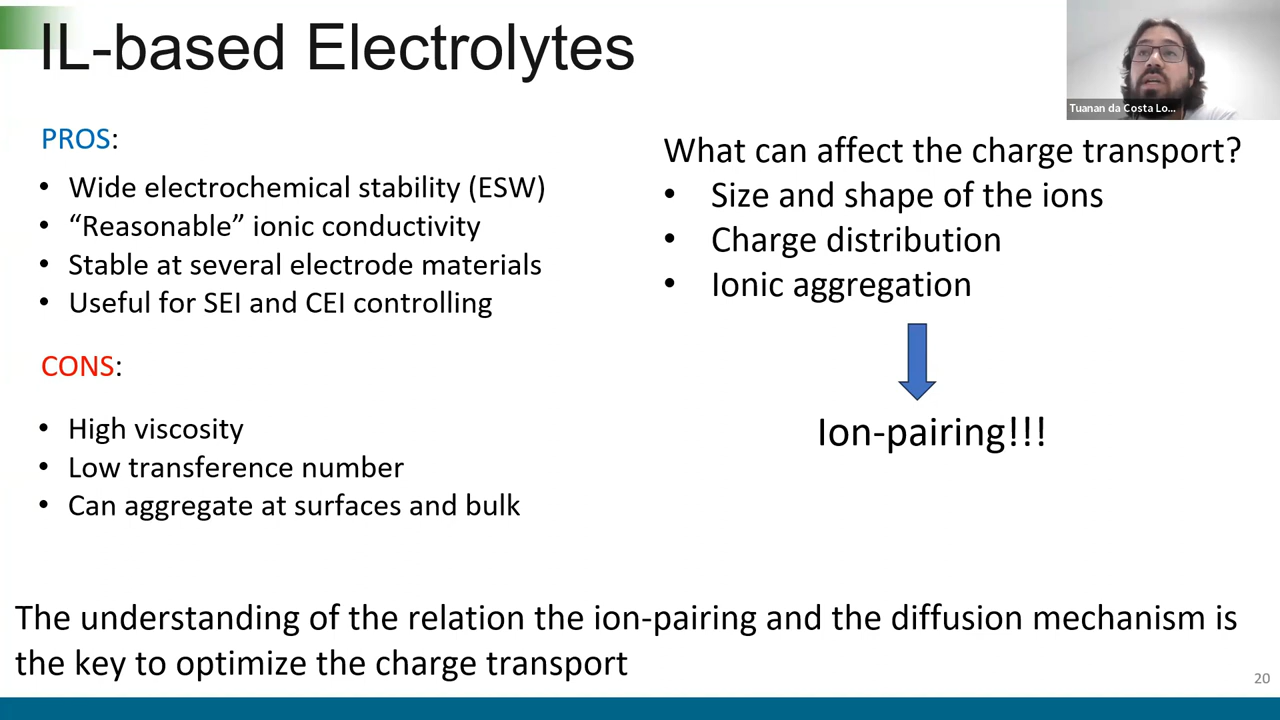 IL-based Electrolytes
PROS:
• Wide electrochemical stability (ESW)
• “Reasonable” ionic conductivity
• Stable at several electrode materials
• Useful for SEI and CEI controlling
CONS:
• High viscosity
• Low transference number
• Can aggregate at surfaces and bulk
What can affect the charge transport?
• Size and shape of the ions
• Charge distribution
• Ionic aggregation
Ion-pairing!!!
The understanding of the relation the ion-pairing and the diffusion mechanism is
the key to optimize the charge transport
Tuanan da Costa Lo...
20